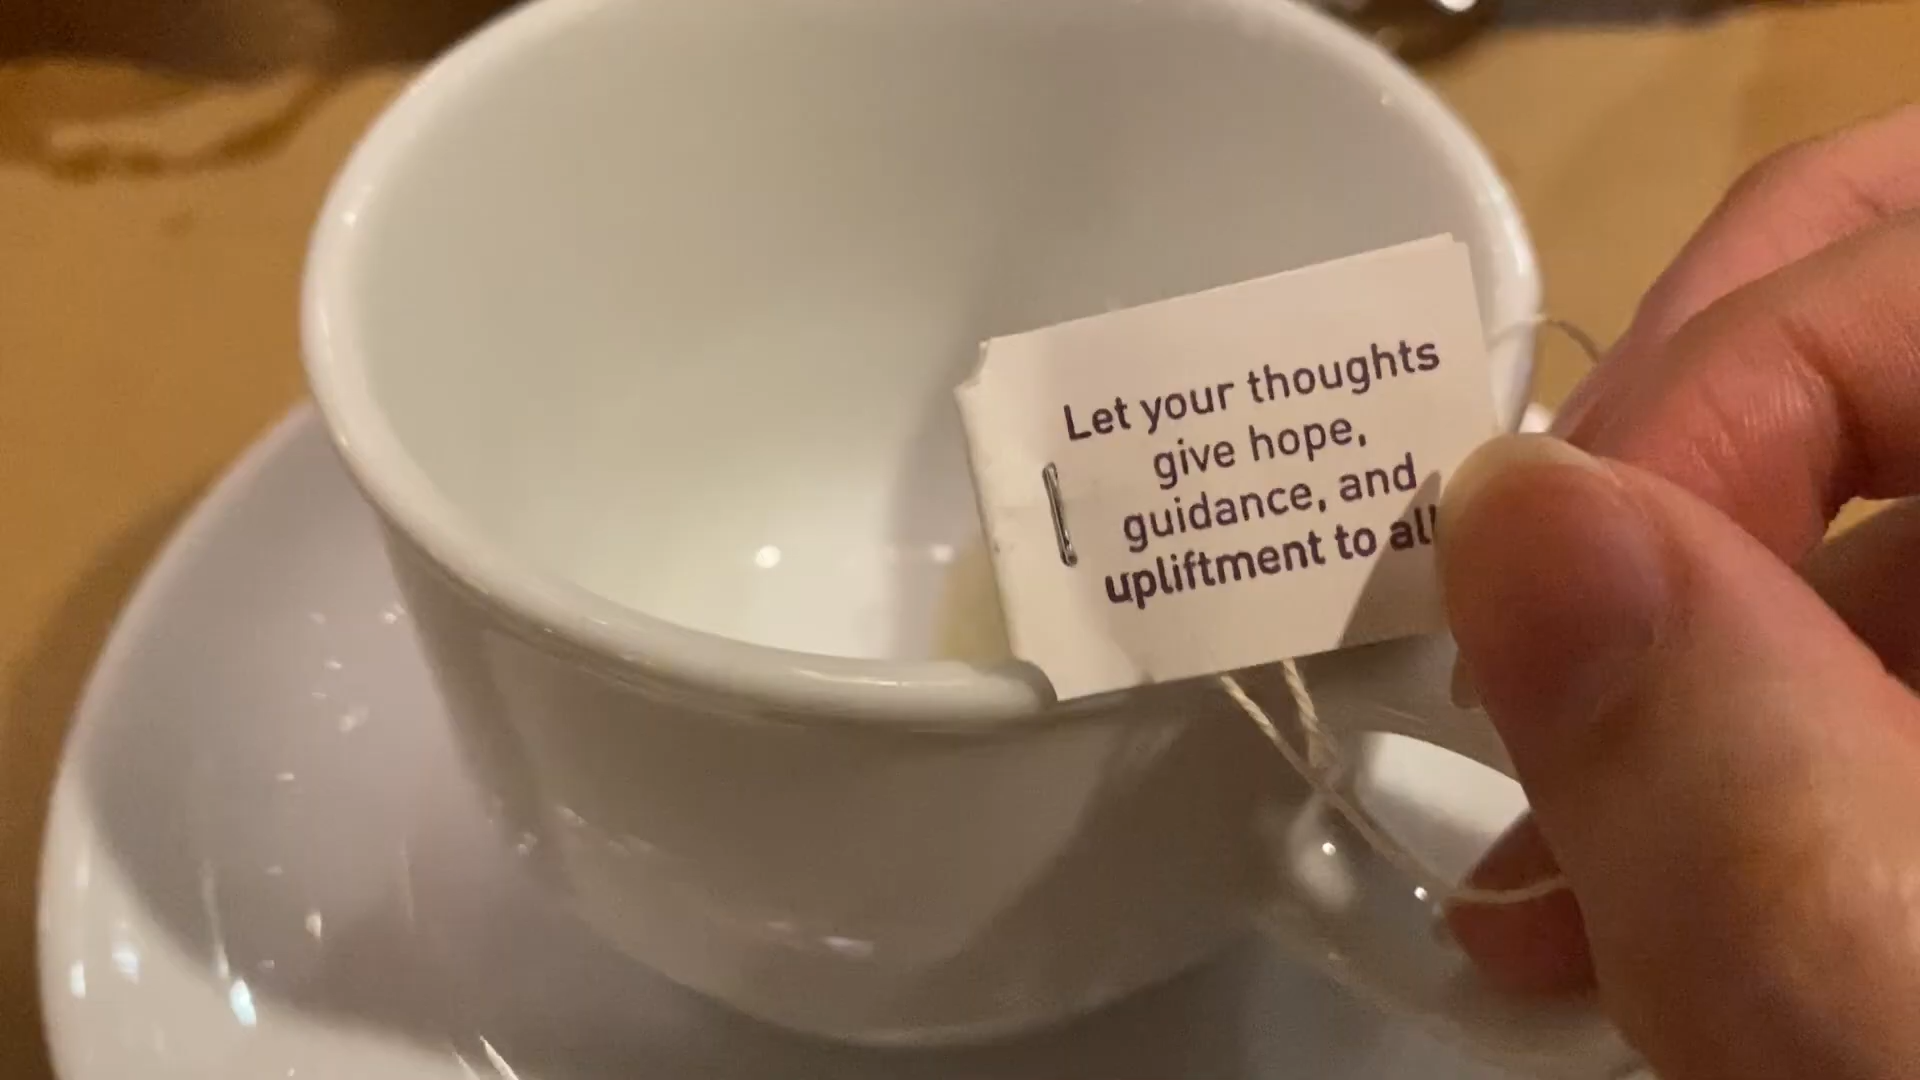 Let your thoughts
give hope,
guidance, and
upliftment to all